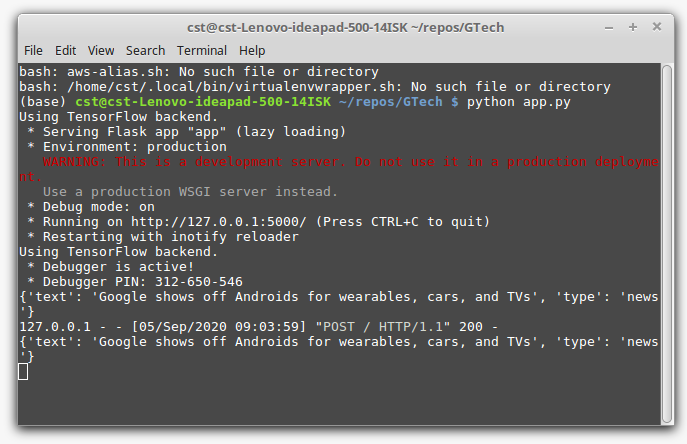 cst@cst-Lenovo-ideapad-500-14ISK ~/repos/GTech
File Edit View Search Terminal Help
bash: aws-alias.sh: No such file or directory
bash: /home/cst/.local/bin/virtualenvwrapper.sh: No such file or directory
(base) cst@cst-Lenovo-ideapad-500-14ISK ~/repos/GTech $ python app.py
Using TensorFlow backend.
 * Serving Flask app "app" (lazy loading)
 * Environment: production
   WARNING: This is a development server. Do not use it in a production deployme
nt.
   Use a production WSGI server instead.
 * Debug mode: on
 * Running on http://127.0.0.1:5000/ (Press CTRL+C to quit)
 * Restarting with inotify reloader
Using TensorFlow backend.
 * Debugger is active!
 * Debugger PIN: 312-650-546
{'text': 'Google shows off Androids for wearables, cars, and TVs', 'type': 'news
'}
127.0.0.1 - - [05/Sep/2020 09:03:59] "POST / HTTP/1.1" 200 -
{'text': 'Google shows off Androids for wearables, cars, and TVs', 'type': 'news
'}